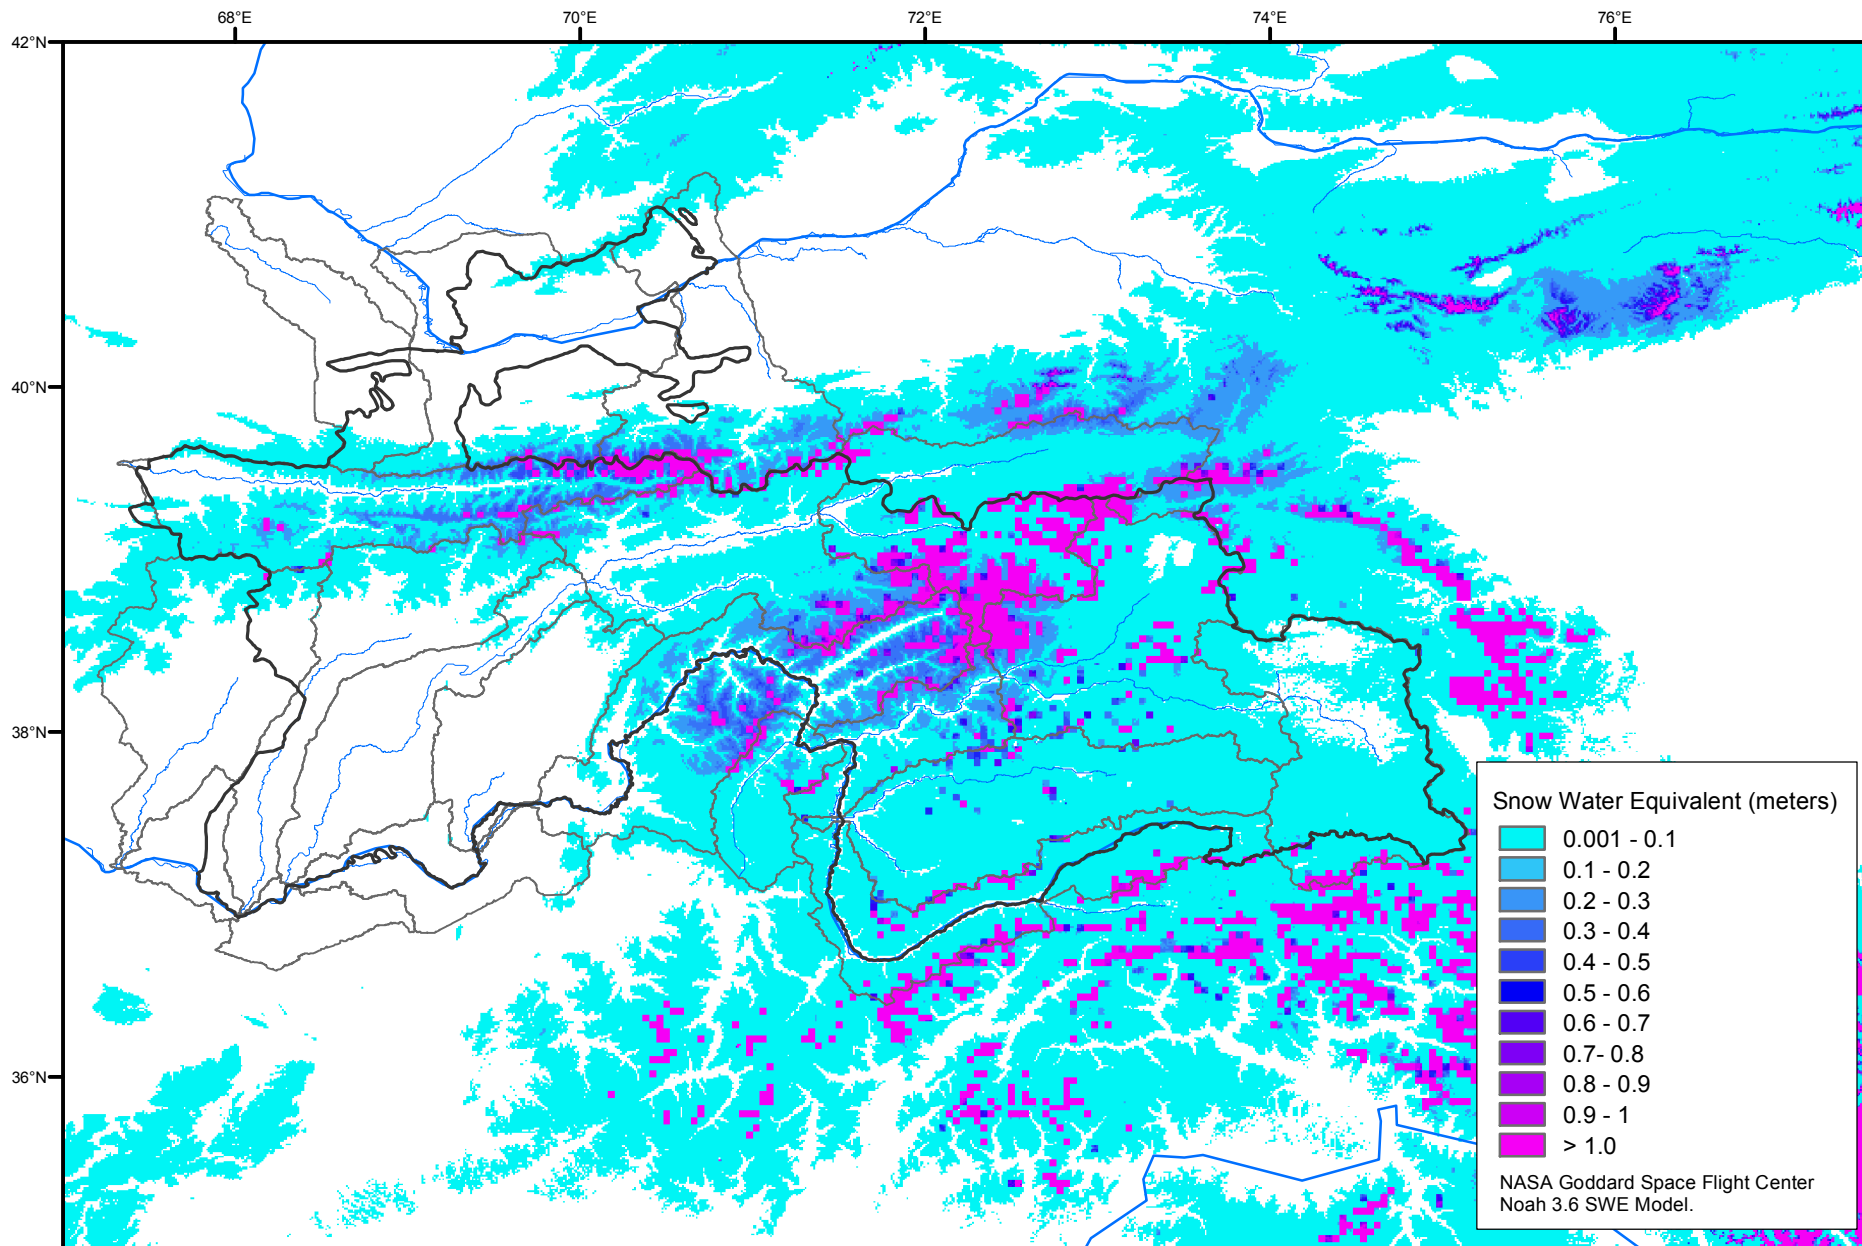 68°E 70°E 72°E 74°E 76°E
42°N
40°N
38°N
36°N
Snow Water Equivalent (meters)
0.001 - 0.1
0.1 - 0.2
0.2 - 0.3
0.3 - 0.4
0.4 - 0.5
0.5 - 0.6
0.6 - 0.7
0.7- 0.8
0.8 - 0.9
0.9 - 1
> 1.0
NASA Goddard Space Flight Center
Noah 3.6 SWE Model.